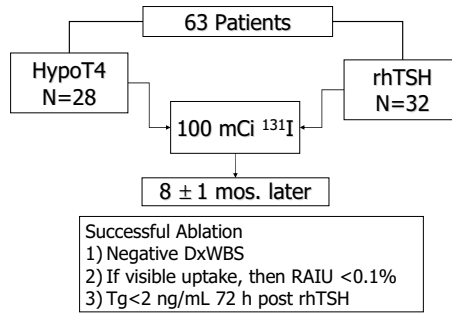 63 Patients
HypoT4
N=28
rhTSH
N=32
100 mCi ¹³¹I
8 ± 1 mos. later
Successful Ablation
1) Negative DxWBS
2) If visible uptake, then RAIU <0.1%
3) Tg<2 ng/mL 72 h post rhTSH